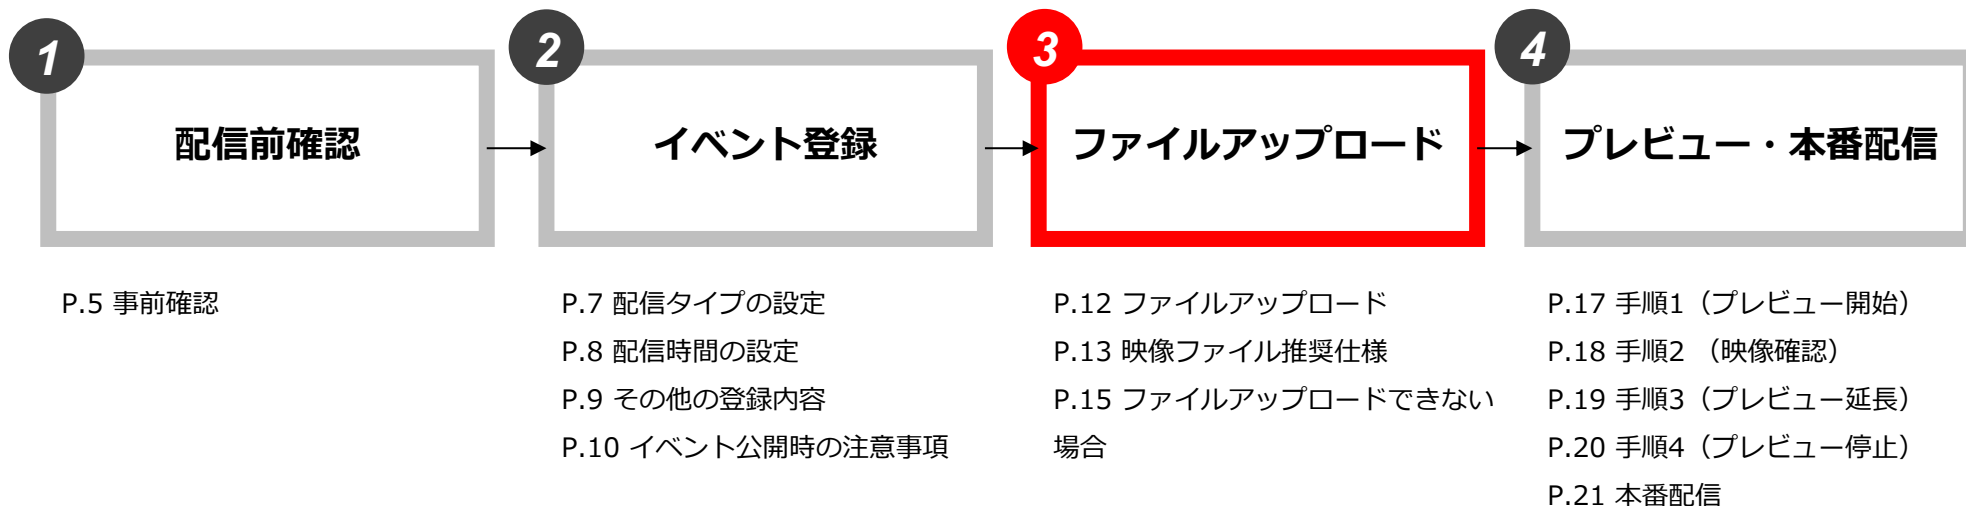 1
配信前確認
P.5 事前確認
2
イベント登録
P.7 配信タイプの設定
P.8 配信時間の設定
P.9 その他の登録内容
P.10 イベント公開時の注意事項
3
ファイルアップロード
P.12 ファイルアップロード
P.13 映像ファイル推奨仕様
P.15 ファイルアップロードできない
場合
4
プレビュー・本番配信
P.17 手順1（プレビュー開始）
P.18 手順2 （映像確認）
P.19 手順3（プレビュー延長）
P.20 手順4（プレビュー停止）
P.21 本番配信